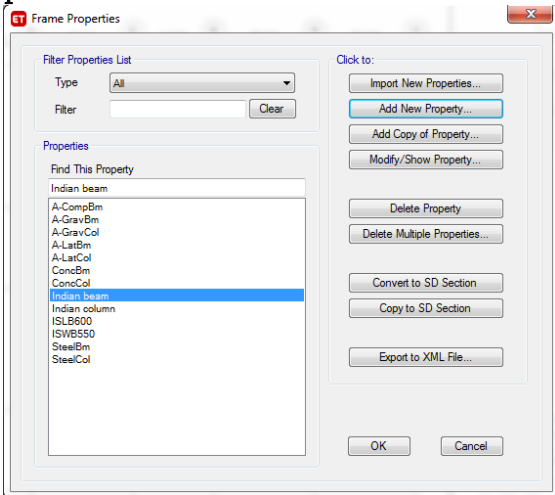 ET Frame Properties
Filter Properties List
Type All
Filter Clear
Properties
Find This Property
Indian beam
A-CompBm
A-GravBm
A-GravCol
A-LatBm
A-LatCol
ConcBm
ConcCol
Indian beam
Indian column
ISLB600
ISWB550
SteelBm
SteelCol
Click to:
Import New Properties...
Add New Property...
Add Copy of Property...
Modify/Show Property...
Delete Property
Delete Multiple Properties...
Convert to SD Section
Copy to SD Section
Export to XML File...
OK Cancel